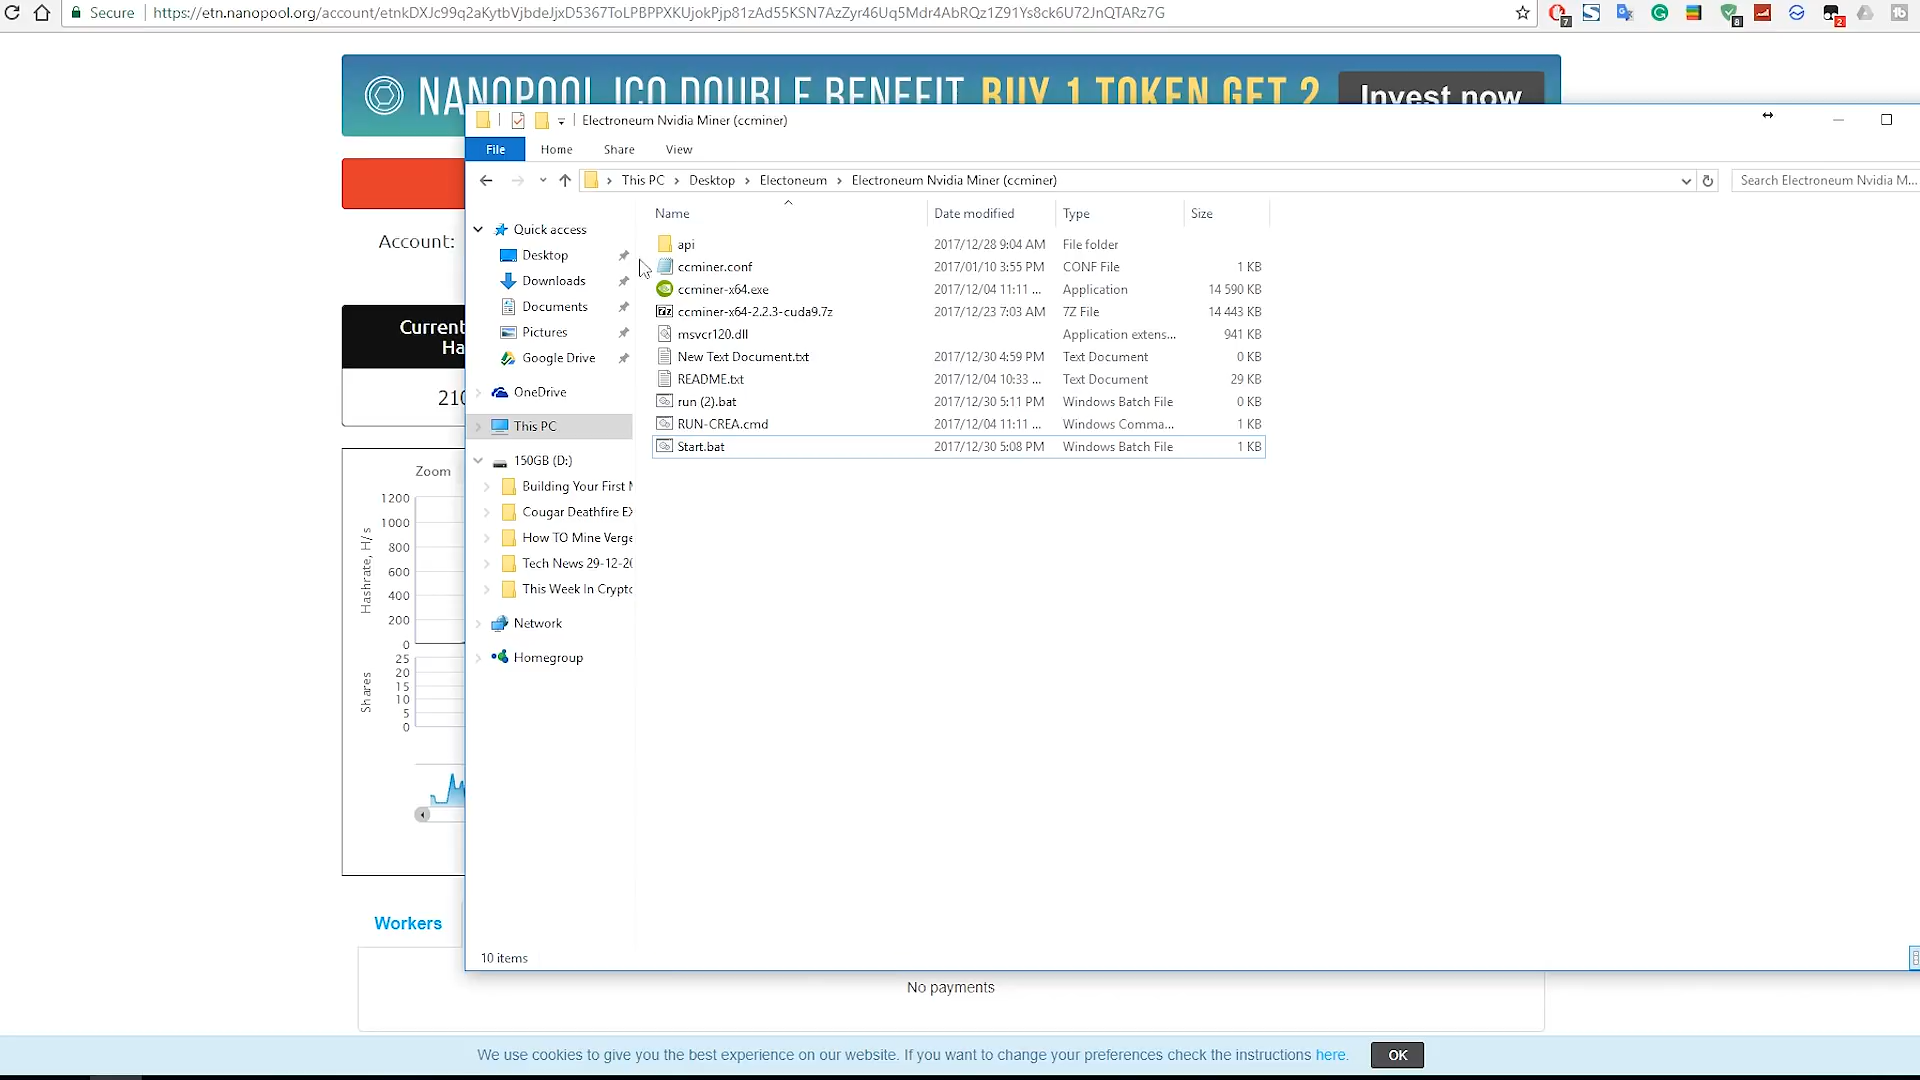 Secure
https://etn.nanopool.org/account/etnkDXJc99q2aKytbVjbdeJjxD5367ToLPBPPXKUjokPjp81zAd55KSN7AzZyr46Uq5Mdr4AbRQz1Z91Ys8ck6U72JnQTARz7G
7
8
2
NANOPOOL ICO DOUBLE BENEFIT BUY 1 TOKEN GET 2
Invest now
Electroneum Nvidia Miner (ccminer)
File Home Share View
This PC Desktop Electoneum Electroneum Nvidia Miner (ccminer)
Search Electroneum Nvidia M...
Name Date modified Type Size
api 2017/12/28 9:04 AM File folder
ccminer.conf 2017/01/10 3:55 PM CONF File 1 KB
ccminer-x64.exe 2017/12/04 11:11 ... Application 14 590 KB
ccminer-x64-2.2.3-cuda9.7z 2017/12/23 7:03 AM 7Z File 14 443 KB
msvcr120.dll Application extens... 941 KB
New Text Document.txt 2017/12/30 4:59 PM Text Document 0 KB
README.txt 2017/12/04 10:33 ... Text Document 29 KB
run (2).bat 2017/12/30 5:11 PM Windows Batch File 0 KB
RUN-CREA.cmd 2017/12/04 11:11 ... Windows Comma... 1 KB
Start.bat 2017/12/30 5:08 PM Windows Batch File 1 KB
Quick access
Desktop
Downloads
Documents
Pictures
Google Drive
OneDrive
This PC
150GB (D:)
Building Your First
Cougar Deathfire EX
How TO Mine Verge
Tech News 29-12-20
This Week In Crypto
Network
Homegroup
10 items
Account:
Current
Ha
210
Zoom
Hashrate, H/s
1200
1000
800
600
400
200
0
Shares
25
20
15
10
5
0
Workers
No payments
We use cookies to give you the best experience on our website. If you want to change your preferences check the instructions here.
OK